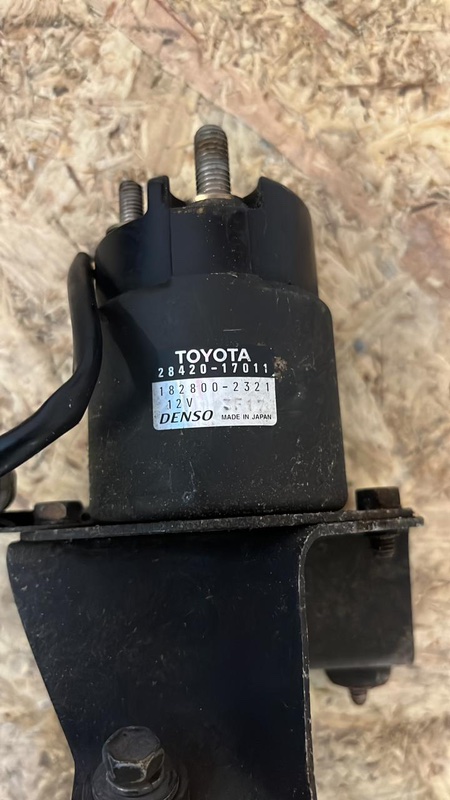 TOYOTA
28420-17011
182800-2321
12V
DENSO MADE IN JAPAN